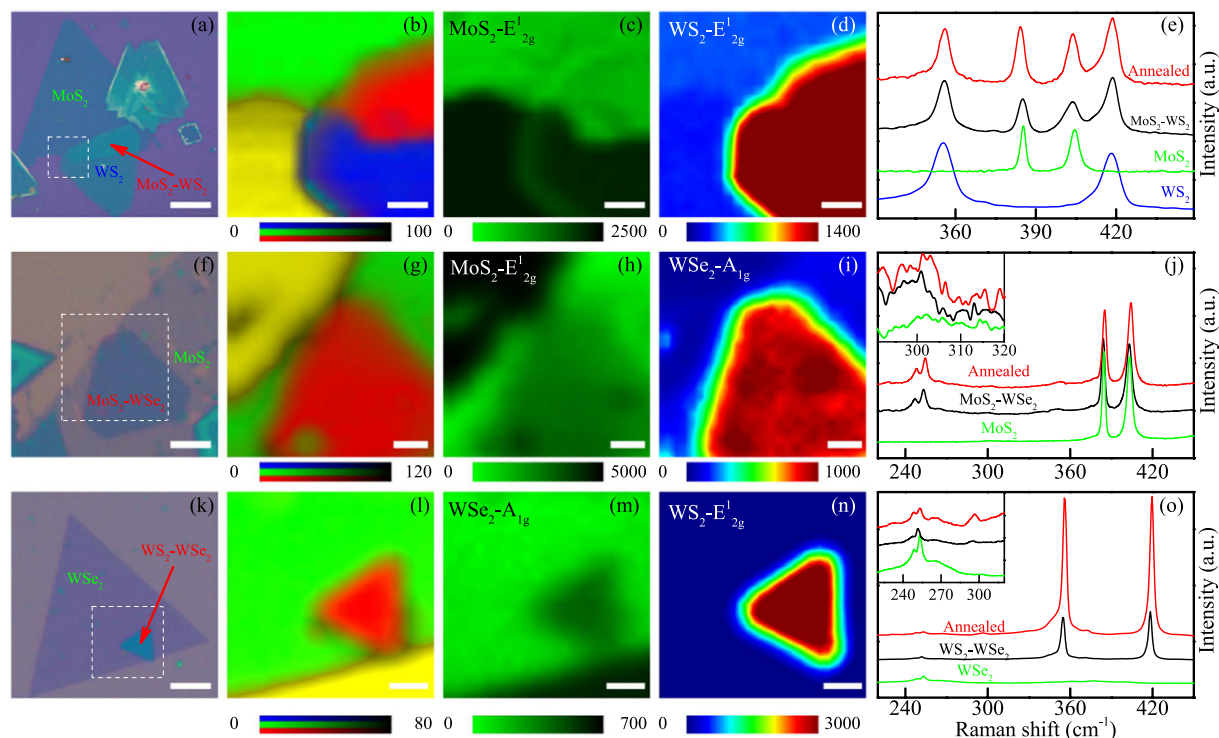 (a) (b) MoS₂-E¹₂g (c) WS₂-E¹₂g (d) (e)
MoS₂
WS₂
MoS₂-WS₂
Annealed
MoS₂-WS₂
MoS₂
WS₂
Intensity (a.u.)
0 100 0 2500 0 1400 360 390 420
(f) (g) MoS₂-E¹₂g (h) WSe₂-A₁g (i) (j)
MoS₂
MoS₂-WSe₂
300 310 320
Annealed
MoS₂-WSe₂
MoS₂
Intensity (a.u.)
0 120 0 5000 0 1000 240 300 360 420
(k) (l) WSe₂-A₁g (m) WS₂-E¹₂g (n) (o)
WS₂-WSe₂
WSe₂
240 270 300
Annealed
WS₂-WSe₂
WSe₂
Intensity (a.u.)
0 80 0 700 0 3000 240 300 360 420
Raman shift (cm⁻¹)